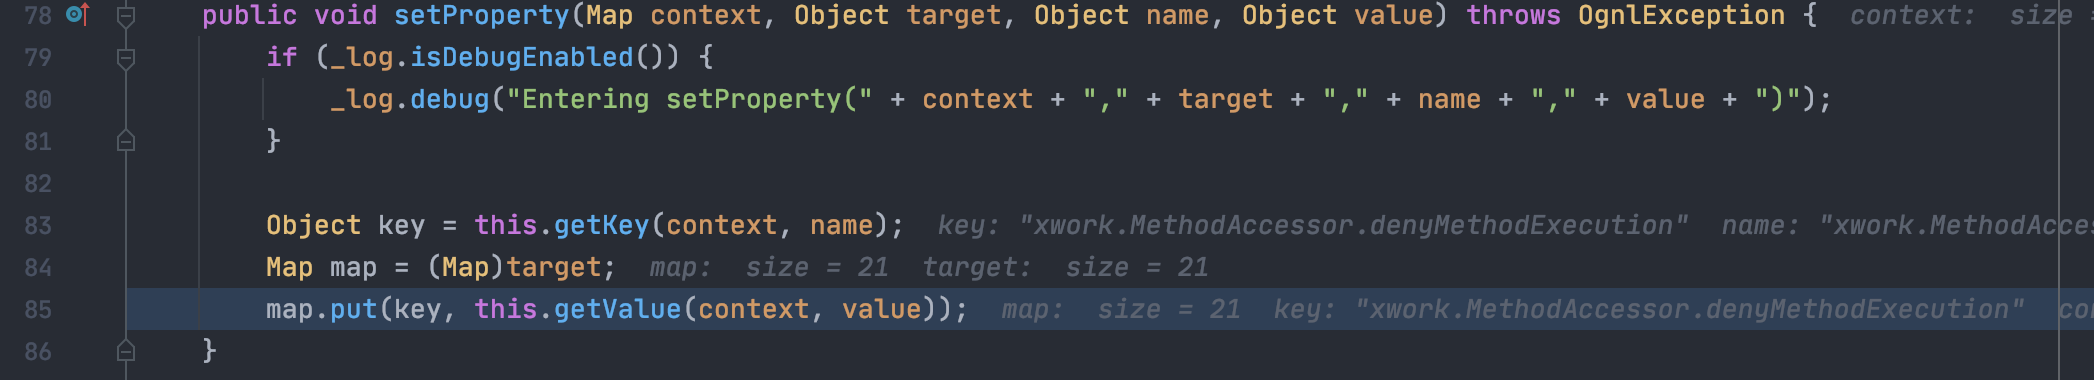 78 public void setProperty(Map context, Object target, Object name, Object value) throws OgnlException { context: size =
79 if (_log.isDebugEnabled()) {
80 _log.debug("Entering setProperty(" + context + "," + target + "," + name + "," + value + ")");
81 }
82
83 Object key = this.getKey(context, name); key: "xwork.MethodAccessor.denyMethodExecution" name: "xwork.MethodAcces
84 Map map = (Map)target; map: size = 21 target: size = 21
85 map.put(key, this.getValue(context, value)); map: size = 21 key: "xwork.MethodAccessor.denyMethodExecution" con
86 }